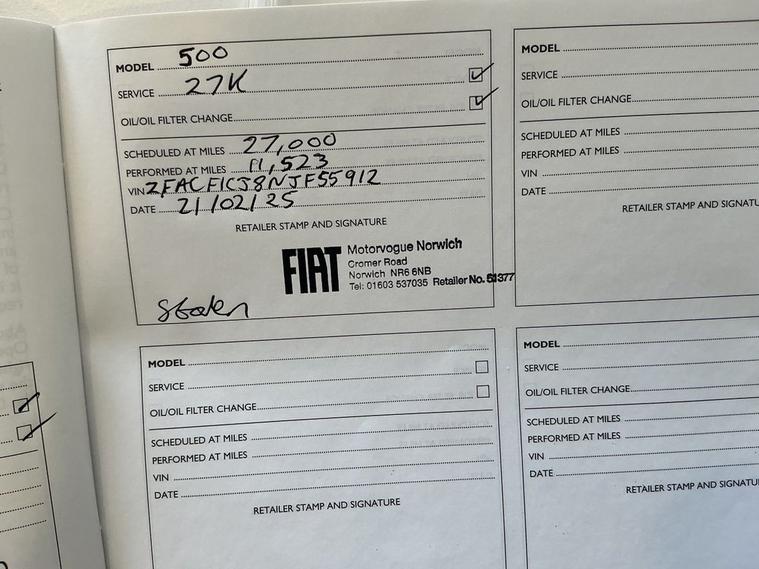 MODEL 500
SERVICE 27K
OIL/OIL FILTER CHANGE
SCHEDULED AT MILES 27,000
PERFORMED AT MILES 11,523
VIN ZFACF1CJ8NJF55912
DATE 21/02/25
RETAILER STAMP AND SIGNATURE
FIAT
Motorvogue Norwich
Cromer Road
Norwich NR6 6NB
Tel: 01603 537035 Retailer No. 51377
MODEL
SERVICE
OIL/OIL FILTER CHANGE
SCHEDULED AT MILES
PERFORMED AT MILES
VIN
DATE
RETAILER STAMP
MODEL
SERVICE
OIL/OIL FILTER CHANGE
SCHEDULED AT MILES
PERFORMED AT MILES
VIN
DATE
RETAILER STAMP AND SIGNATURE
MODEL
SERVICE
OIL/OIL FILTER CHANGE
SCHEDULED AT MILES
PERFORMED AT MILES
VIN
DATE
RETAILER STAMP AND